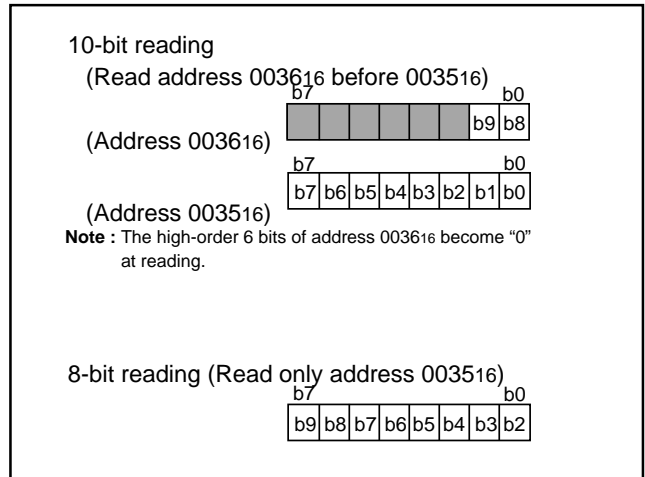 10-bit reading
(Read address 003616 before 003516)
b7 b0
b9 b8
(Address 003616)
b7 b0
b7 b6 b5 b4 b3 b2 b1 b0
(Address 003516)
Note : The high-order 6 bits of address 003616 become “0”
at reading.
8-bit reading (Read only address 003516)
b7 b0
b9 b8 b7 b6 b5 b4 b3 b2